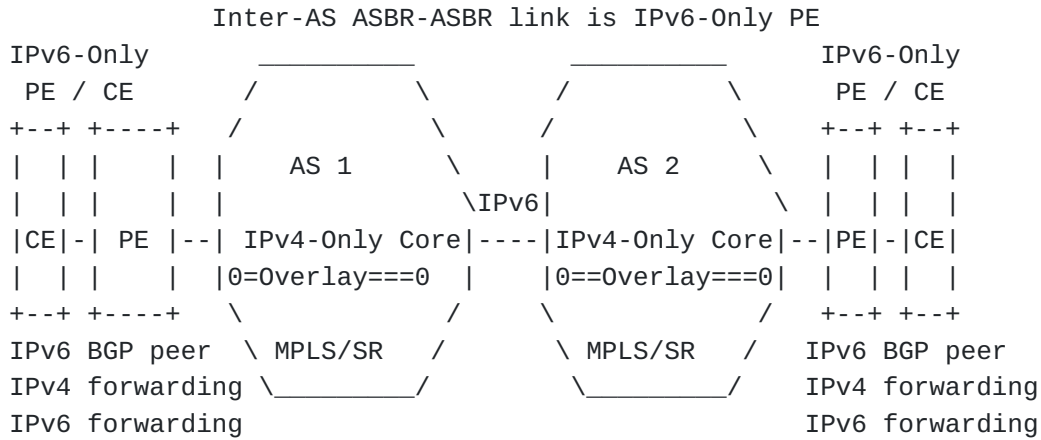 Inter-AS ASBR-ASBR link is IPv6-Only PE
IPv6-Only IPv6-Only
PE / CE PE / CE
AS 1 AS 2
IPv6
CE PE IPv4-Only Core IPv4-Only Core PE CE
0=Overlay===0 0==Overlay===0
IPv6 BGP peer MPLS/SR MPLS/SR IPv6 BGP peer
IPv4 forwarding IPv4 forwarding
IPv6 forwarding IPv6 forwarding